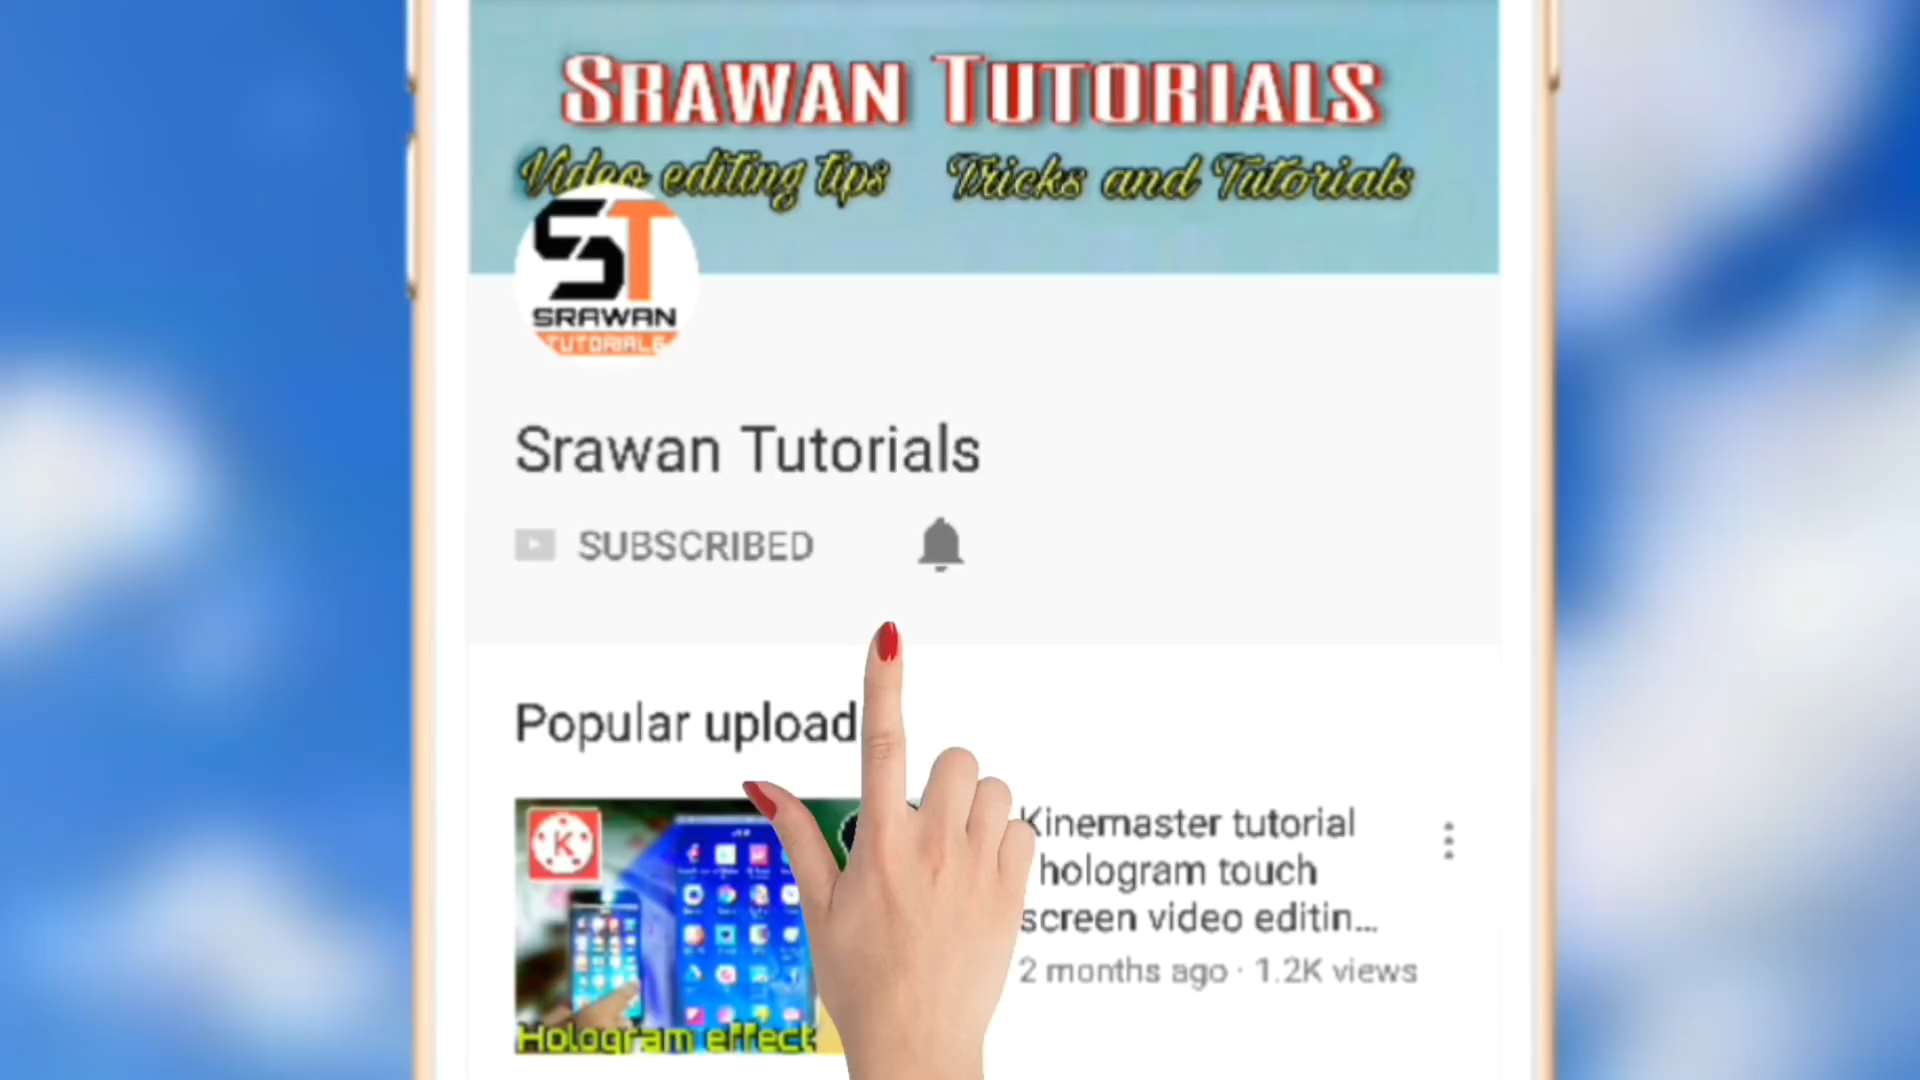 SRAWAN TUTORIALS
Video editing tips Tricks and Tutorials
ST
SRAWAN
TUTORIALS
Srawan Tutorials
SUBSCRIBED
Popular upload
K
Kinemaster tutorial
hologram touch
screen video editin...
2 months ago · 1.2K views
Hologram effect